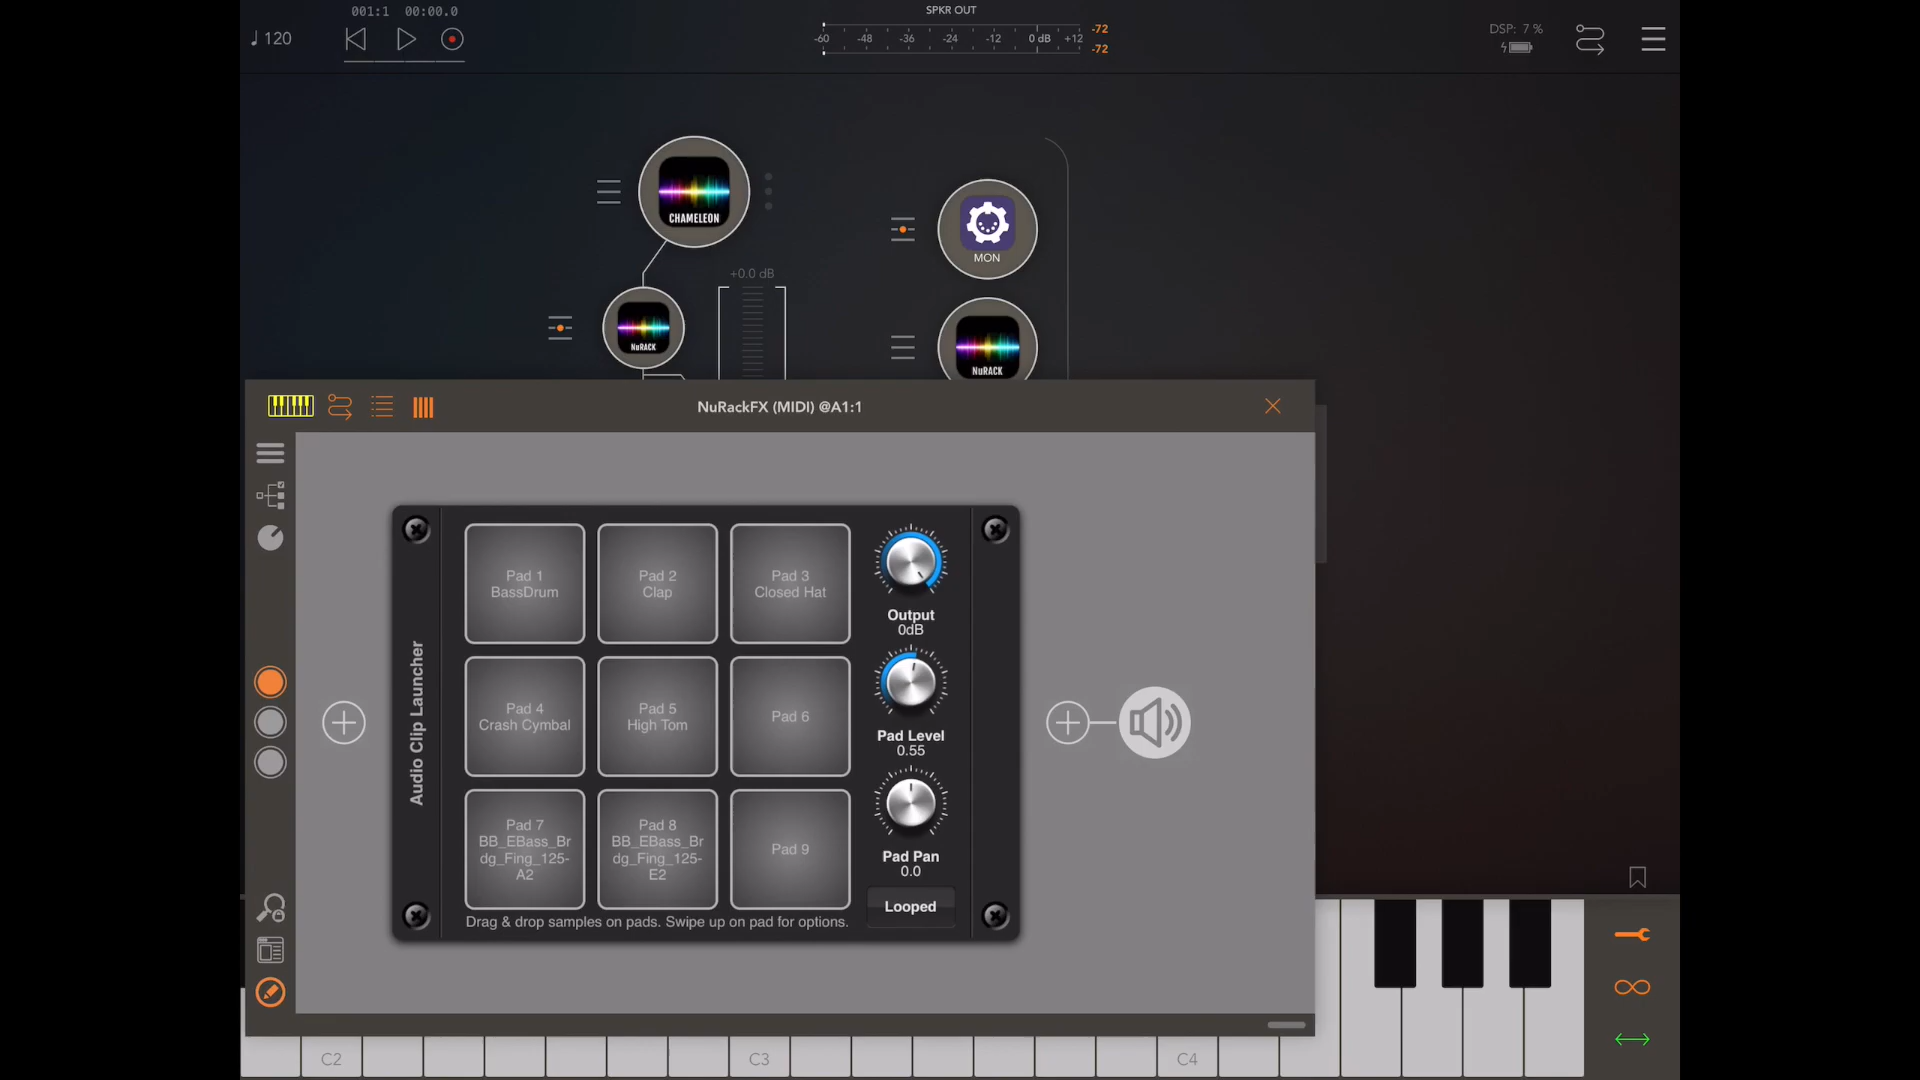 001:1 00:00.0
120
SPKR OUT
-60 -48 -36 -24 -12 0 dB +12
-72
-72
DSP: 7 %
CHAMELEON
MON
+0.0 dB
NuRACK
NuRACK
NuRackFX (MIDI) @A1:1
Audio Clip Launcher
Pad 1
BassDrum
Pad 2
Clap
Pad 3
Closed Hat
Output
0dB
Pad 4
Crash Cymbal
Pad 5
High Tom
Pad 6
Pad Level
0.55
Pad 7
BB_EBass_Br
dg_Fing_125-
A2
Pad 8
BB_EBass_Br
dg_Fing_125-
E2
Pad 9
Pad Pan
0.0
Looped
Drag & drop samples on pads. Swipe up on pad for options.
C2 C3 C4